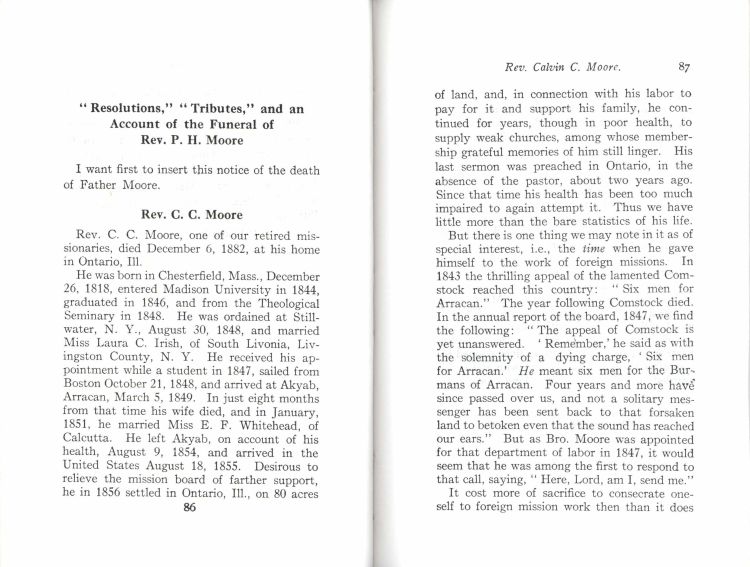 " Resolutions," " Tributes," and an
Account of the Funeral of
Rev. P. H. Moore
I want first to insert this notice of the death
of Father Moore.
Rev. C. C. Moore
Rev. C. C. Moore, one of our retired mis-
sionaries, died December 6, 1882, at his home
in Ontario, Ill.
He was born in Chesterfield, Mass., December
26, 1818, entered Madison University in 1844,
graduated in 1846, and from the Theological
Seminary in 1848. He was ordained at Still-
water, N. Y., August 30, 1848, and married
Miss Laura C. Irish, of South Livonia, Liv-
ingston County, N. Y. He received his ap-
pointment while a student in 1847, sailed from
Boston October 21, 1848, and arrived at Akyab,
Arracan, March 5, 1849. In just eight months
from that time his wife died, and in January,
1851, he married Miss E. F. Whitehead, of
Calcutta. He left Akyab, on account of his
health, August 9, 1854, and arrived in the
United States August 18, 1855. Desirous to
relieve the mission board of farther support,
he in 1856 settled in Ontario, Ill., on 80 acres
86
Rev. Calvin C. Moore. 87
of land, and, in connection with his labor to
pay for it and support his family, he con-
tinued for years, though in poor health, to
supply weak churches, among whose member-
ship grateful memories of him still linger. His
last sermon was preached in Ontario, in the
absence of the pastor, about two years ago.
Since that time his health has been too much
impaired to again attempt it. Thus we have
little more than the bare statistics of his life.
But there is one thing we may note in it as of
special interest, i.e., the time when he gave
himself to the work of foreign missions. In
1843 the thrilling appeal of the lamented Com-
stock reached this country: " Six men for
Arracan." The year following Comstock died.
In the annual report of the board, 1847, we find
the following: " The appeal of Comstock is
yet unanswered. ' Remember,' he said as with
the solemnity of a dying charge, ' Six men
for Arracan.' He meant six men for the Bur-
mans of Arracan. Four years and more have
since passed over us, and not a solitary mes-
senger has been sent back to that forsaken
land to betoken even that the sound has reached
our ears." But as Bro. Moore was appointed
for that department of labor in 1847, it would
seem that he was among the first to respond to
that call, saying, " Here, Lord, am I, send me."
It cost more of sacrifice to consecrate one-
self to foreign mission work then than it does